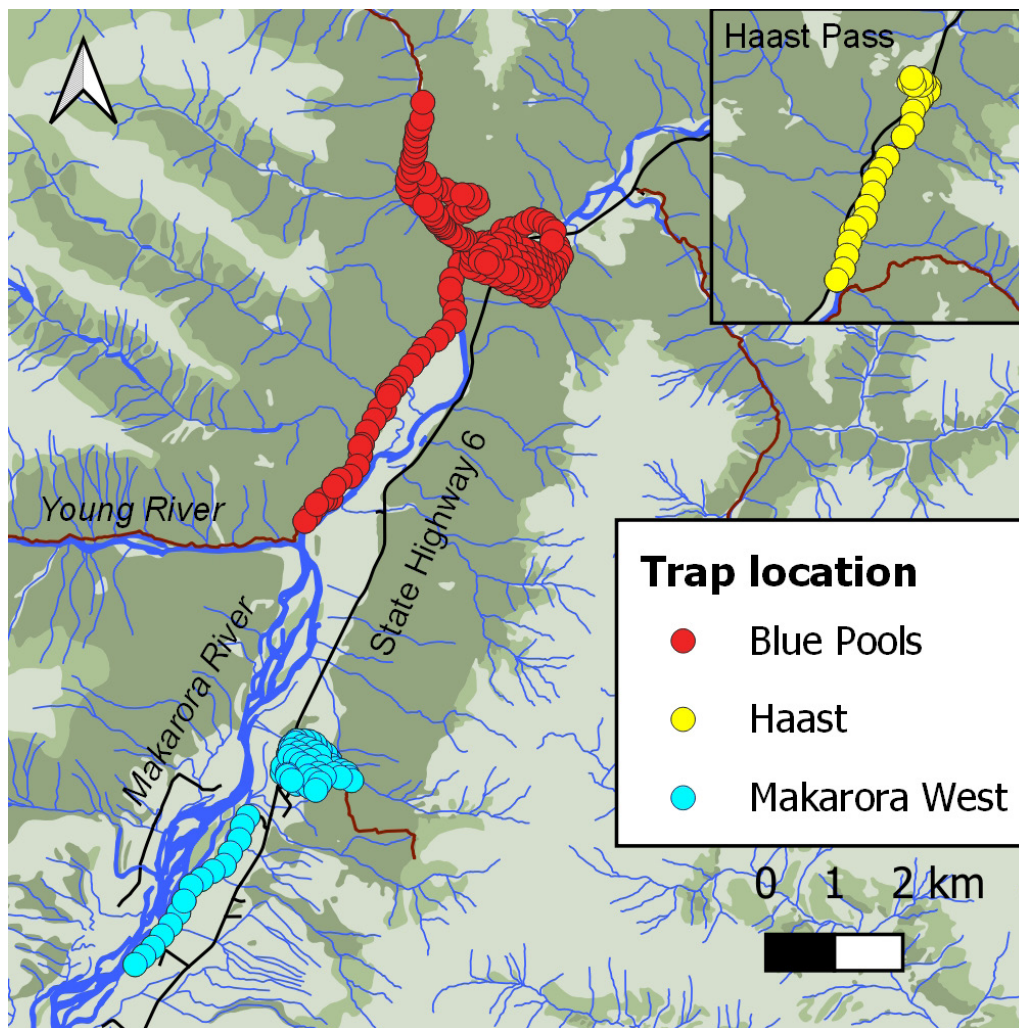 Haast Pass
Young River
State Highway 6
Makarora River
Trap location
Blue Pools
Haast
Makarora West
0 1 2 km